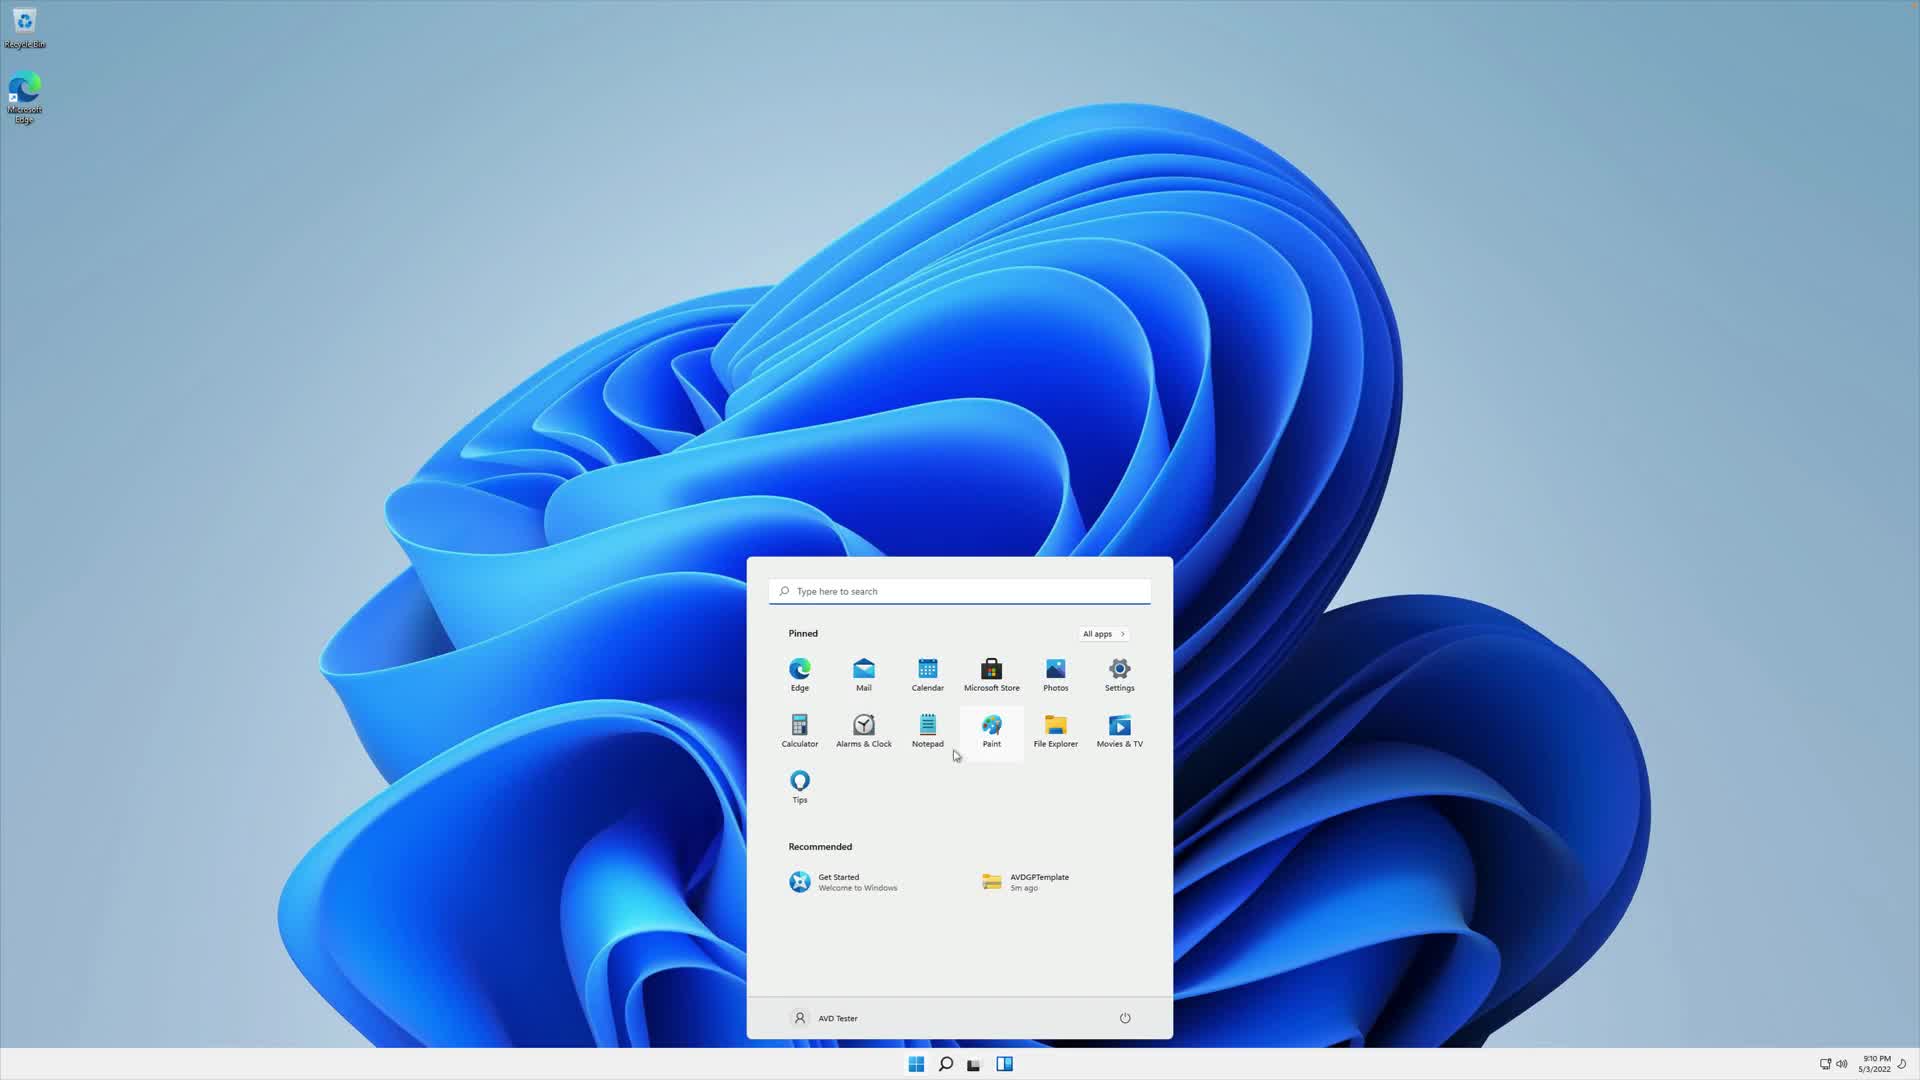 Recycle Bin
Microsoft
Edge
Type here to search
Pinned
All apps
Edge
Mail
Calendar
Microsoft Store
Photos
Settings
Calculator
Alarms & Clock
Notepad
Paint
File Explorer
Movies & TV
Tips
Recommended
Get Started
Welcome to Windows
AVDGPTemplate
5m ago
AVD Tester
9:10 PM
5/3/2022